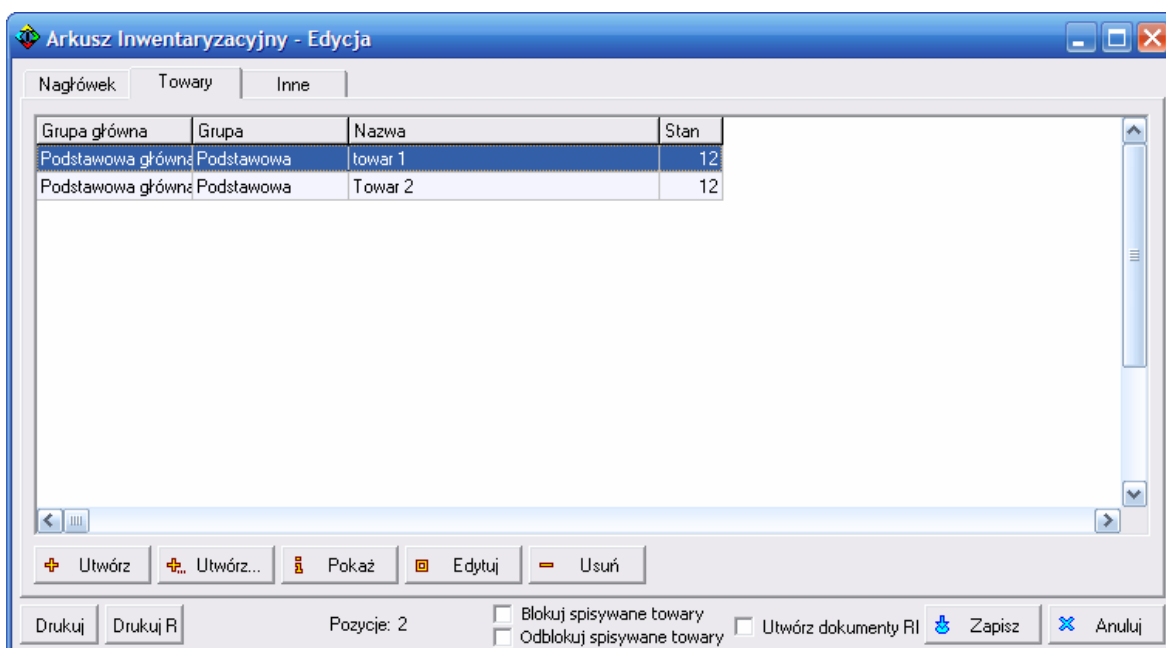 Arkusz Inwentaryzacyjny - Edycja
Nagłówek Towary Inne
Grupa główna Grupa Nazwa Stan
Podstawowa główna Podstawowa towar 1 12
Podstawowa główna Podstawowa Towar 2 12
Utwórz Utwórz... Pokaż Edytuj Usuń
Drukuj Drukuj R Pozycje: 2 Blokuj spisywane towary
Odblokuj spisywane towary Utwórz dokumenty RI Zapisz Anuluj